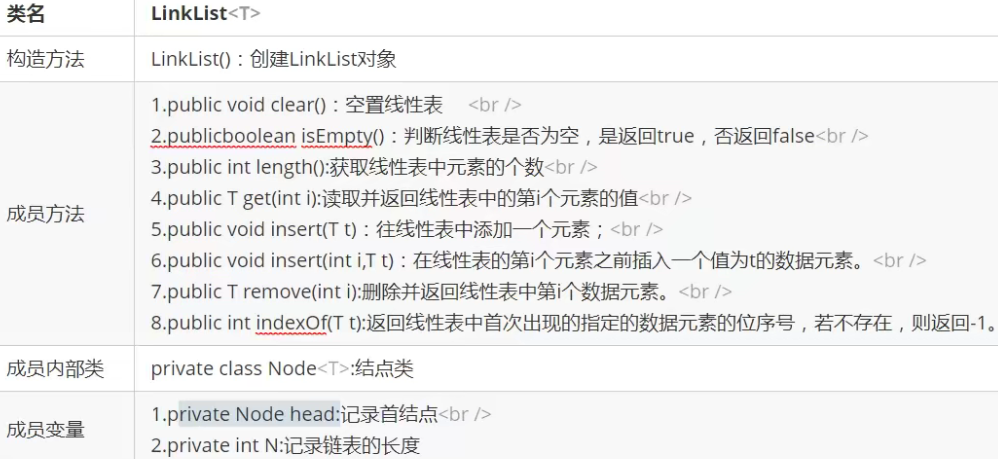 类名 LinkList<T>
构造方法 LinkList()：创建LinkList对象
1.public void clear()：空置线性表 <br />
2.publicboolean isEmpty()：判断线性表是否为空，是返回true，否返回false<br />
3.public int length():获取线性表中元素的个数<br />
4.public T get(int i):读取并返回线性表中的第i个元素的值<br />
成员方法
5.public void insert(T t)：往线性表中添加一个元素；<br />
6.public void insert(int i,T t)：在线性表的第i个元素之前插入一个值为t的数据元素。<br />
7.public T remove(int i):删除并返回线性表中第i个数据元素。<br />
8.public int indexOf(T t):返回线性表中首次出现的指定的数据元素的位序号，若不存在，则返回-1。
成员内部类 private class Node<T>:结点类
1.private Node head:记录首结点<br />
成员变量
2.private int N:记录链表的长度